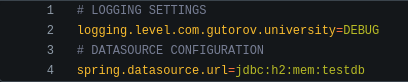 1 # LOGGING SETTINGS
2 logging.level.com.gutorov.university=DEBUG
3 # DATASOURCE CONFIGURATION
4 spring.datasource.url=jdbc:h2:mem:testdb